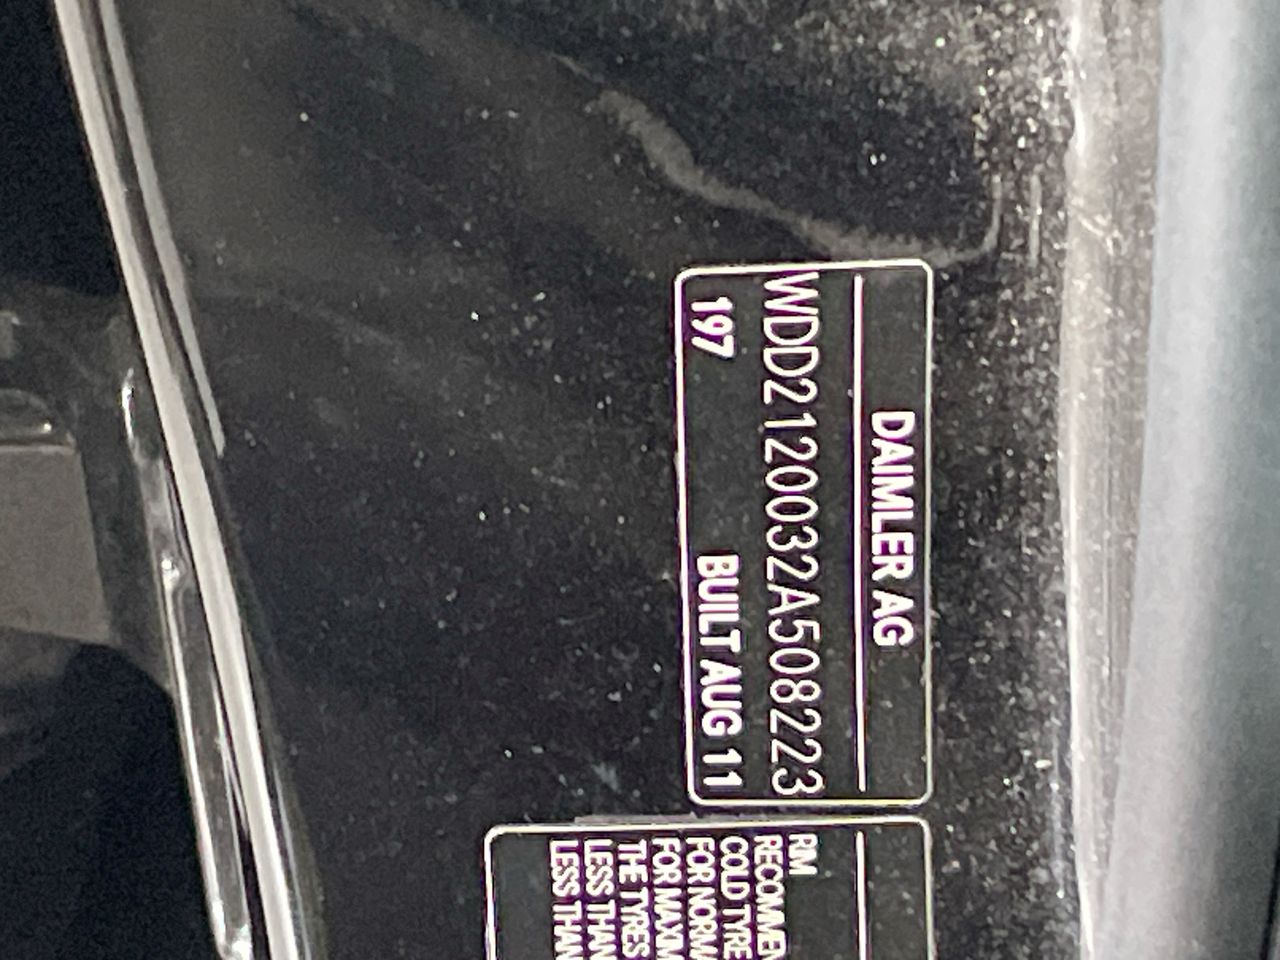 DAIMLER AG
WDD2120032A508223
197 BUILT AUG 11
RIM
RECOMMEN
COLD TYRE
FOR NORMA
FOR MAXIM
THE TYRES
LESS THAN
LESS THAN